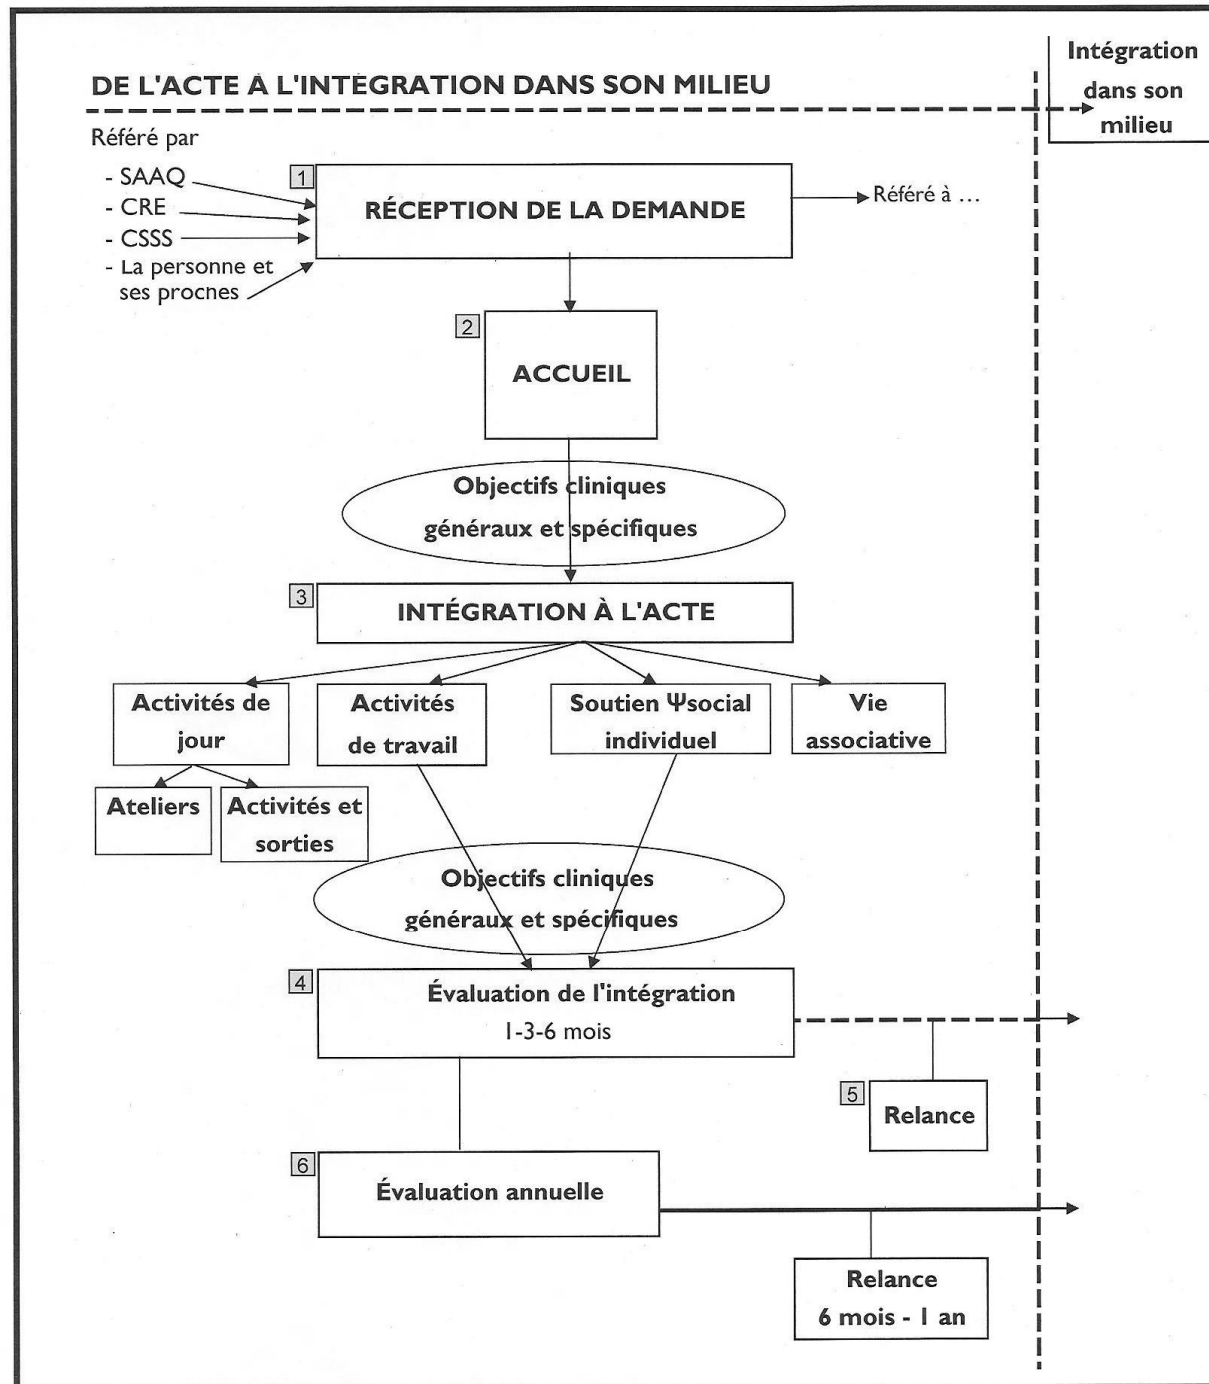 Intégration
dans son
milieu
DE L'ACTE À L'INTÉGRATION DANS SON MILIEU
Référé par
- SAAQ
- CRE
- CSSS
- La personne et
ses procnes
1
RÉCEPTION DE LA DEMANDE
Référé à ...
2
ACCUEIL
Objectifs cliniques
généraux et spécifiques
3
INTÉGRATION À L'ACTE
Activités de
jour
Activités
de travail
Soutien Ψsocial
individuel
Vie
associative
Ateliers
Activités et
sorties
Objectifs cliniques
généraux et spécifiques
4
Évaluation de l'intégration
1-3-6 mois
5
Relance
6
Évaluation annuelle
Relance
6 mois - 1 an